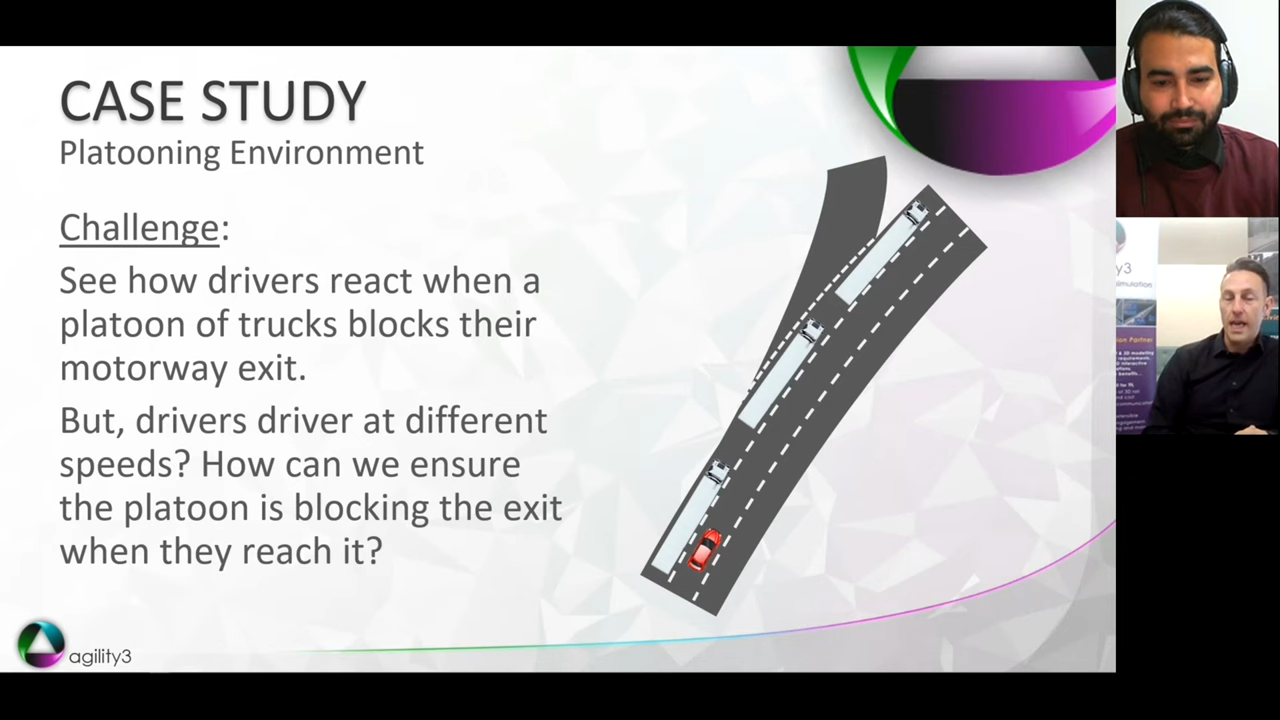 CASE STUDY
Platooning Environment
Challenge:
See how drivers react when a
platoon of trucks blocks their
motorway exit.
But, drivers driver at different
speeds? How can we ensure
the platoon is blocking the exit
when they reach it?
agility3